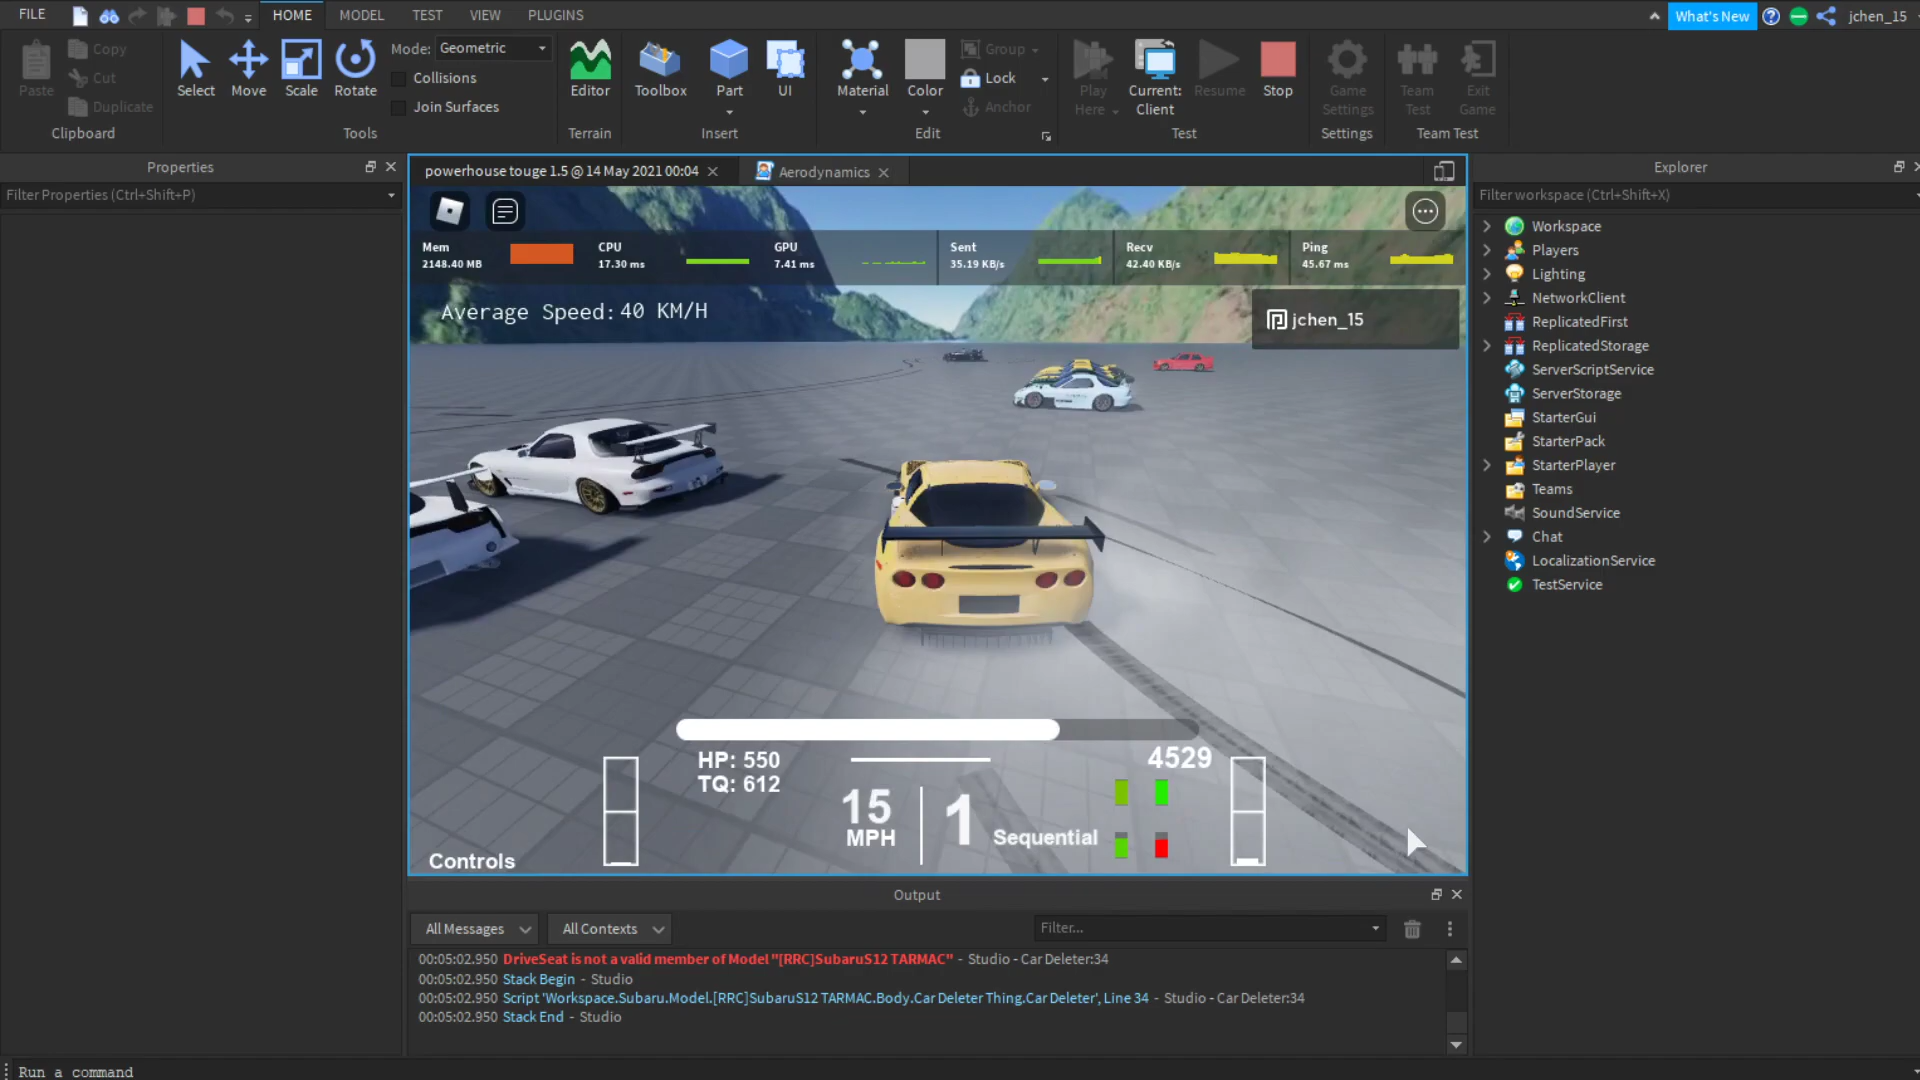 FILE HOME MODEL TEST VIEW PLUGINS What's New jchen_15
Paste Copy Cut Duplicate
Clipboard
Select Move Scale Rotate
Mode: Geometric
Collisions
Join Surfaces
Tools
Editor
Terrain
Toolbox Part UI
Insert
Material Color Group Lock Anchor
Edit
Play Here Current: Client Resume Stop
Test
Game Settings
Settings
Team Test Exit Game
Team Test
Properties
Filter Properties (Ctrl+Shift+P)
powerhouse touge 1.5 @ 14 May 2021 00:04 Aerodynamics
Mem
2148.40 MB
CPU
17.30 ms
GPU
7.41 ms
Sent
35.19 KB/s
Recv
42.40 KB/s
Ping
45.67 ms
Average Speed: 40 KM/H
jchen_15
HP: 550
TQ: 612
4529
15
MPH
1
Sequential
Controls
Explorer
Filter workspace (Ctrl+Shift+X)
Workspace
Players
Lighting
NetworkClient
ReplicatedFirst
ReplicatedStorage
ServerScriptService
ServerStorage
StarterGui
StarterPack
StarterPlayer
Teams
SoundService
Chat
LocalizationService
TestService
Output
All Messages All Contexts Filter...
00:05:02.950 DriveSeat is not a valid member of Model "[RRC]SubaruS12 TARMAC" - Studio - Car Deleter:34
00:05:02.950 Stack Begin - Studio
00:05:02.950 Script 'Workspace.Subaru.Model.[RRC]SubaruS12 TARMAC.Body.Car Deleter Thing.Car Deleter', Line 34 - Studio - Car Deleter:34
00:05:02.950 Stack End - Studio
Run a command